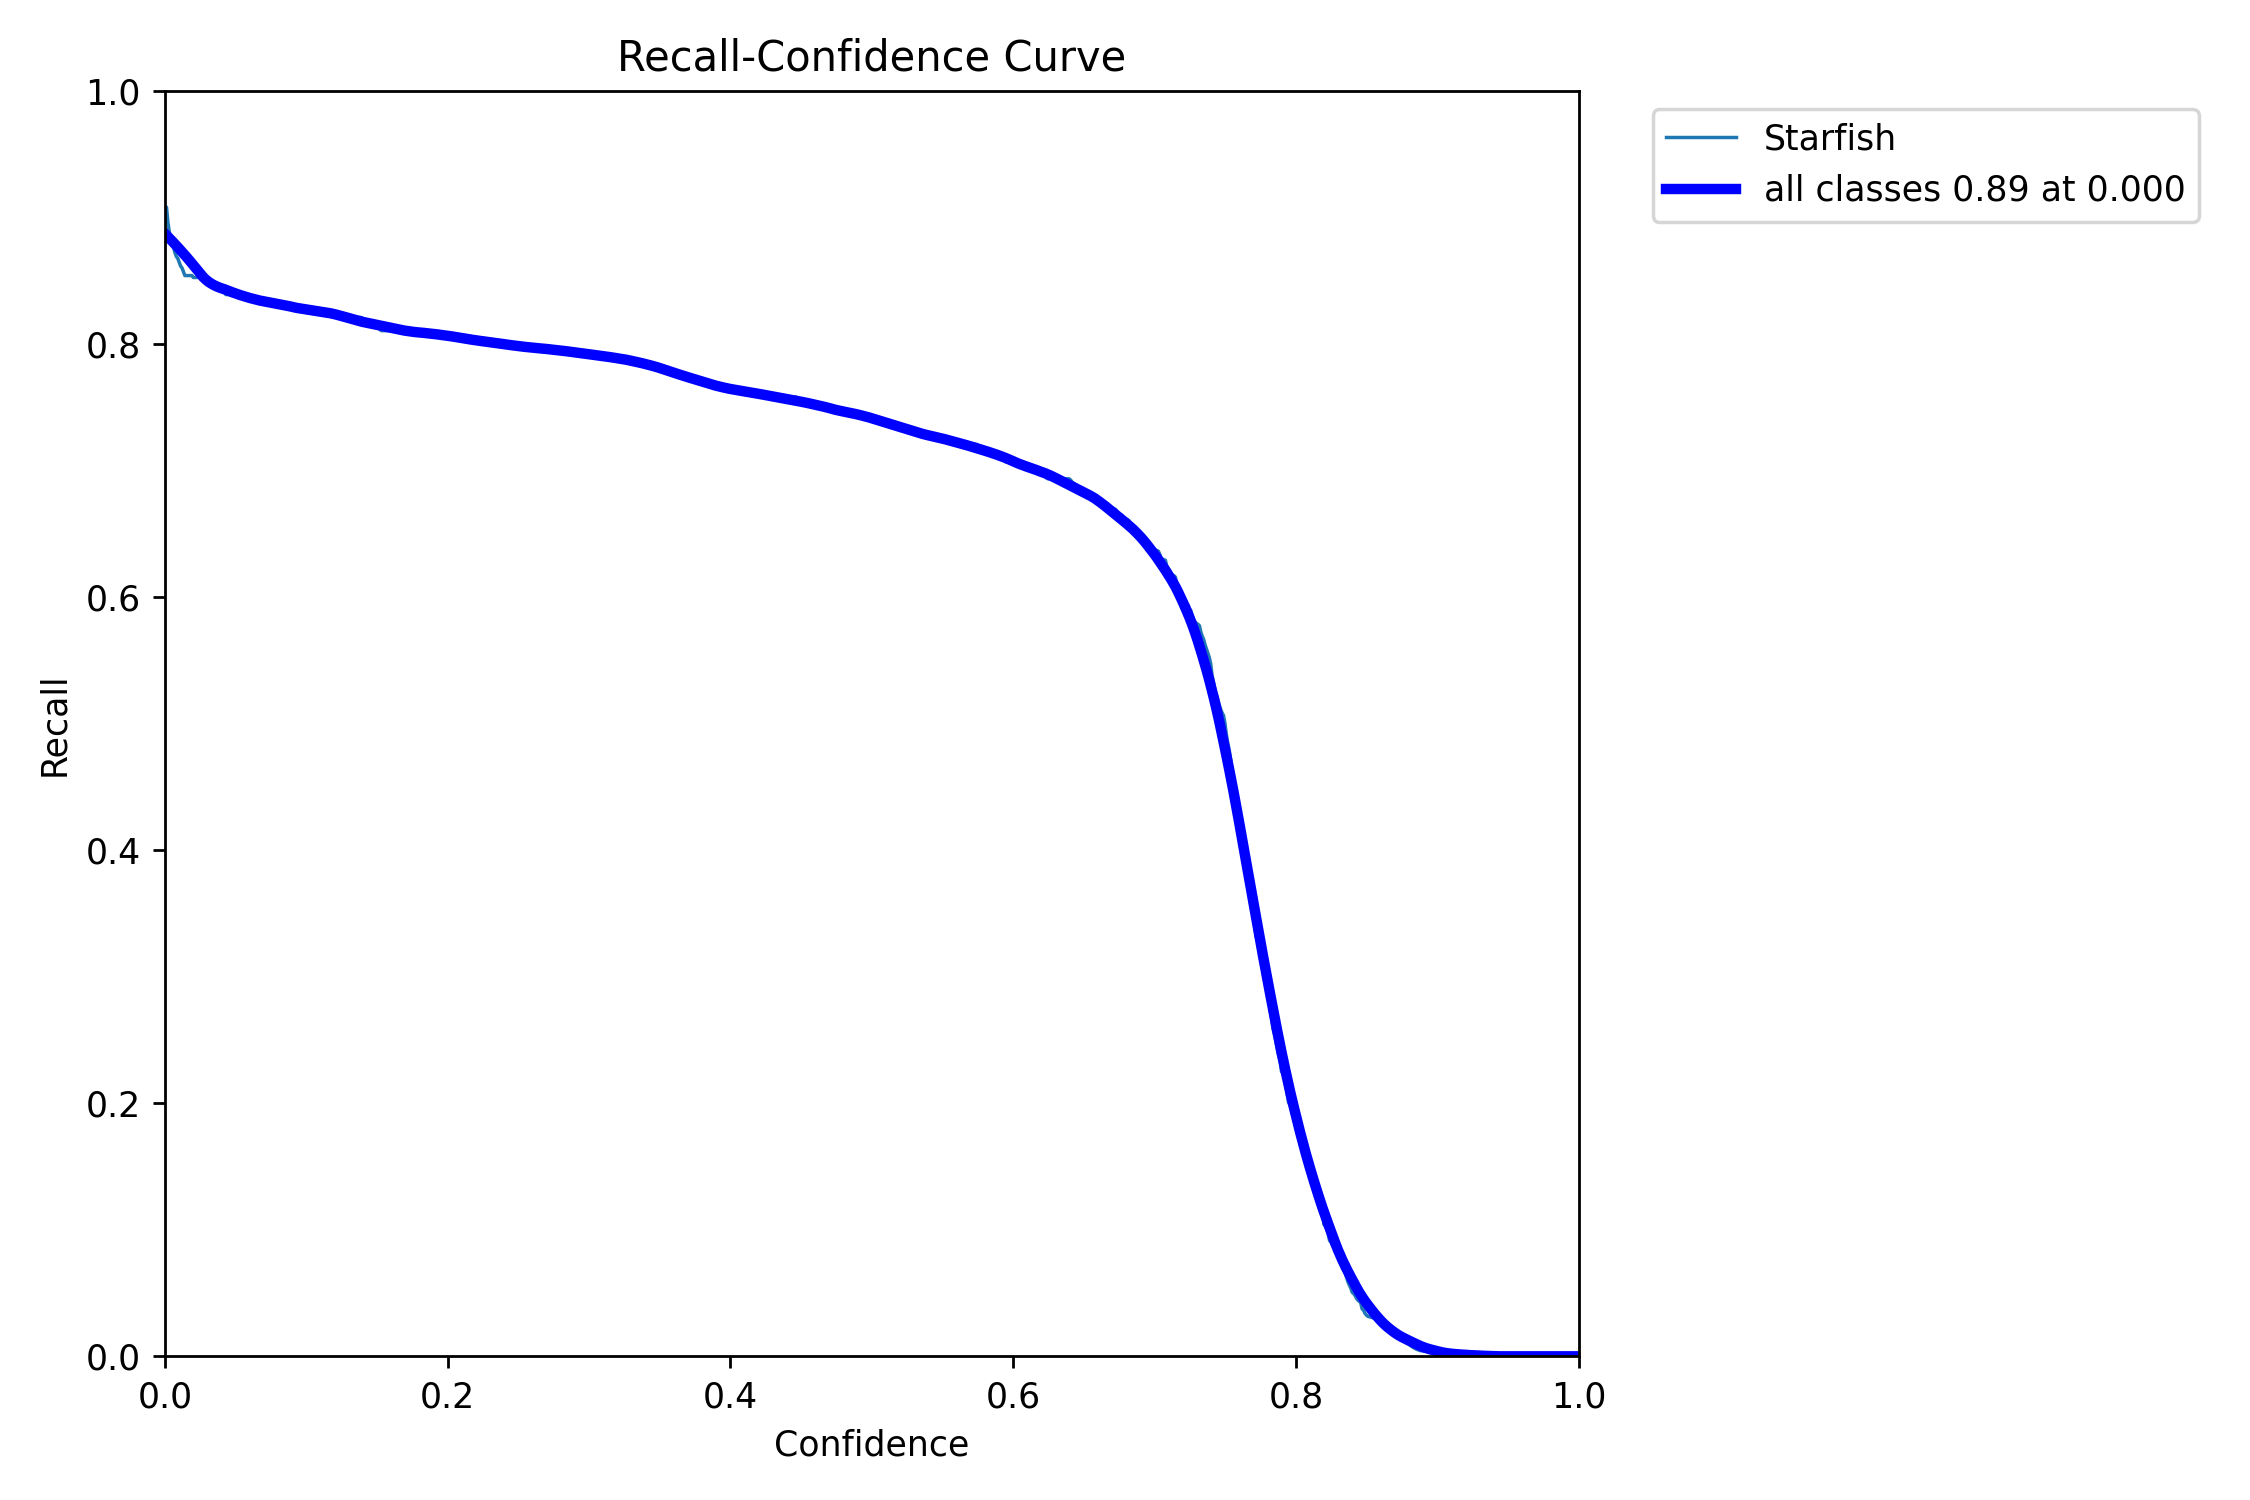 Recall-Confidence Curve
1.0
0.8
0.6
0.4
0.2
0.0
Recall
0.0 0.2 0.4 0.6 0.8 1.0
Confidence
Starfish
all classes 0.89 at 0.000